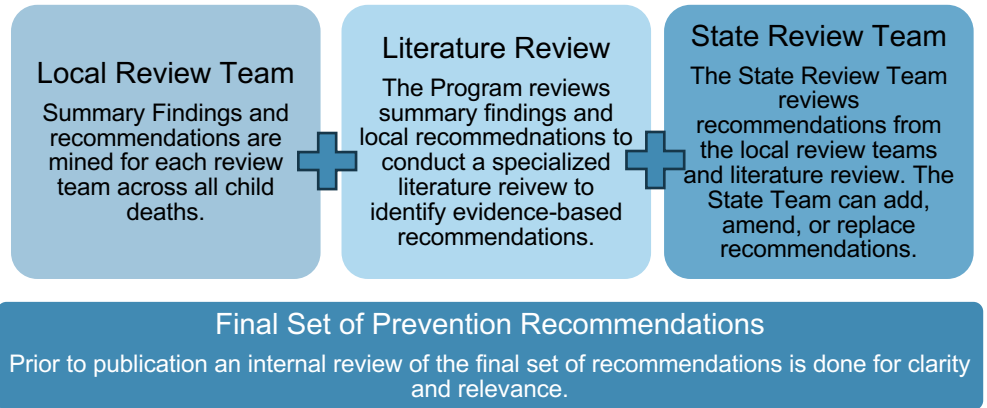 Local Review Team
Summary Findings and
recommendations are
mined for each review
team across all child
deaths.
Literature Review
The Program reviews
summary findings and
local recommednations to
conduct a specialized
literature reivew to
identify evidence-based
recommendations.
State Review Team
The State Review Team
reviews
recommendations from
the local review teams
and literature review. The
State Team can add,
amend, or replace
recommendations.
Final Set of Prevention Recommendations
Prior to publication an internal review of the final set of recommendations is done for clarity
and relevance.